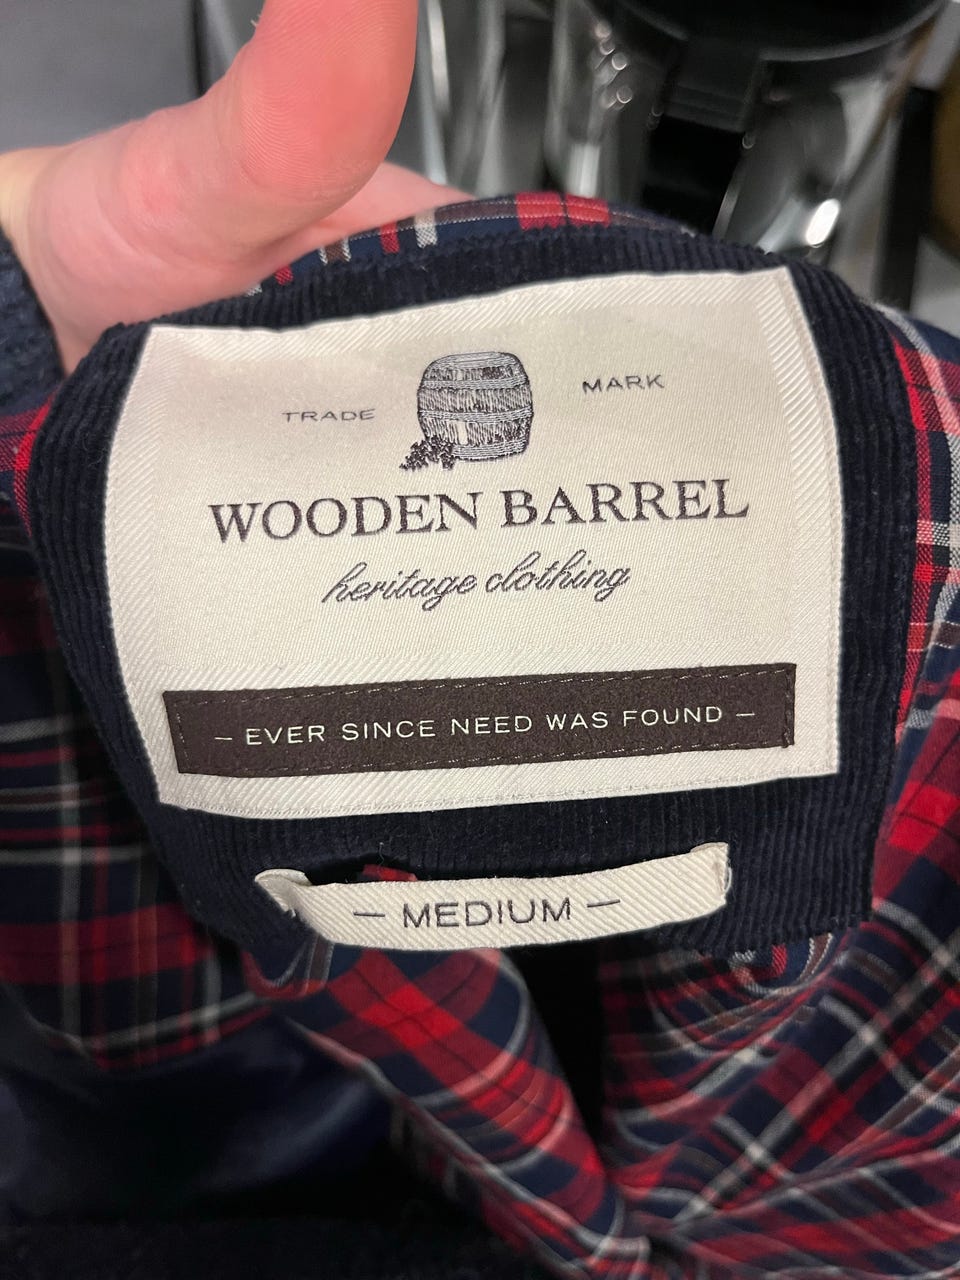 TRADE MARK
WOODEN BARREL
heritage clothing
– EVER SINCE NEED WAS FOUND –
– MEDIUM –